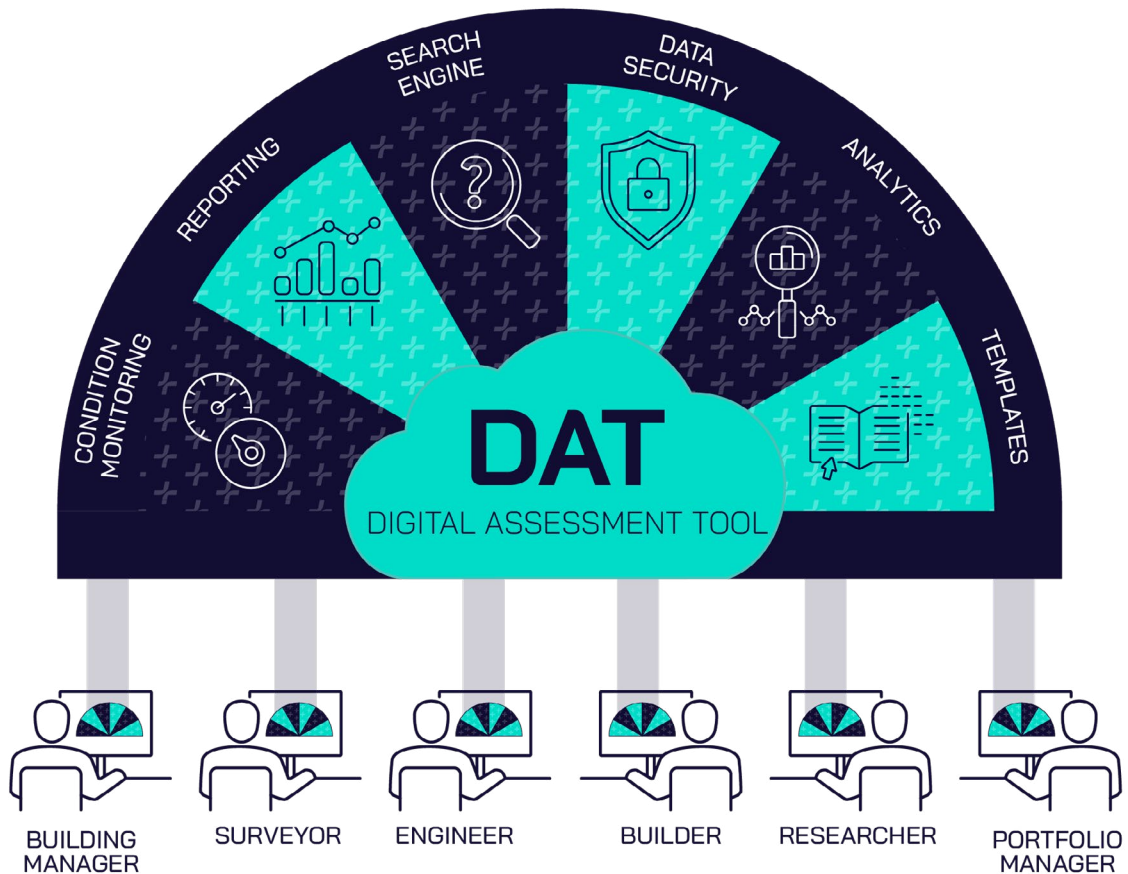 SEARCH
ENGINE
DATA
SECURITY
REPORTING
ANALYTICS
CONDITION
MONITORING
TEMPLATES
?
DAT
DIGITAL ASSESSMENT TOOL
BUILDING
MANAGER
SURVEYOR
ENGINEER
BUILDER
RESEARCHER
PORTFOLIO
MANAGER